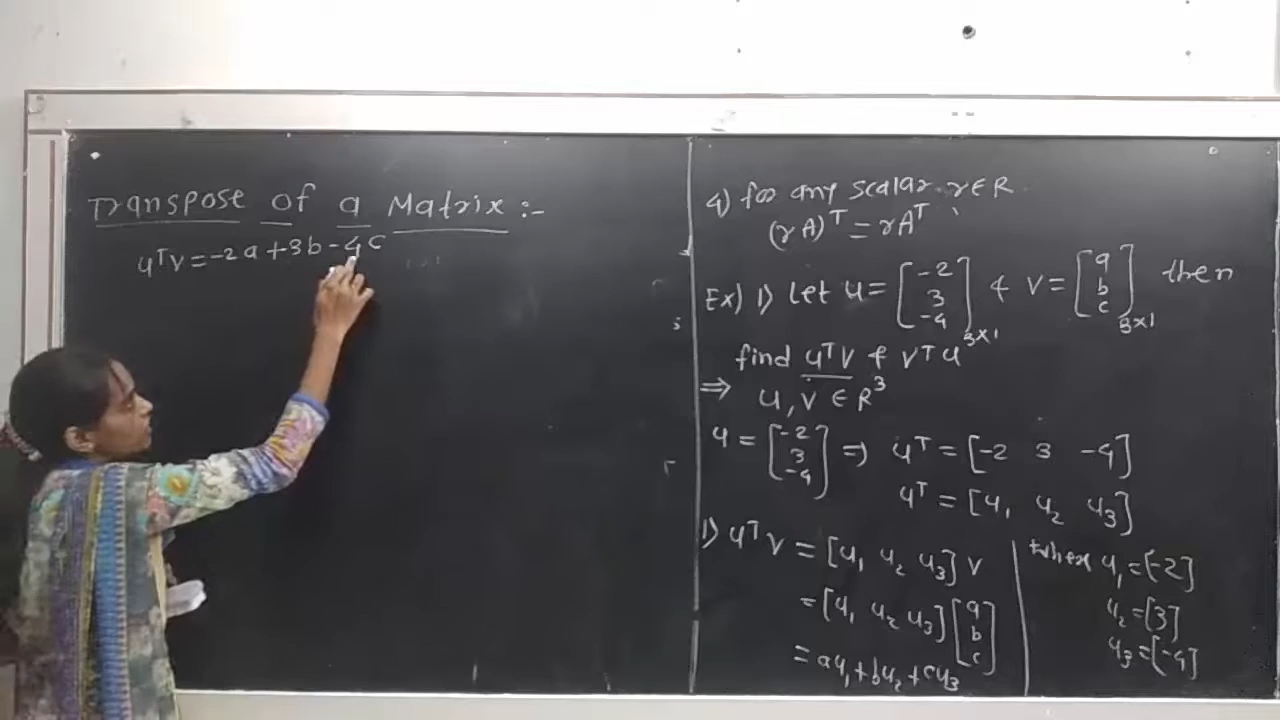 Transpose of a Matrix :-
uᵀv = -2a + 3b - 4c
4) for any scalar r ∈ R
(rA)ᵀ = rAᵀ
Ex) 1) Let u = [-2 3 -4] 3×1 & v = [a b c] 3×1 then
find uᵀv & vᵀu
⇒ u, v ∈ R³
u = [-2 3 -4] ⇒ uᵀ = [-2 3 -4]
uᵀ = [u₁ u₂ u₃]
1) uᵀv = [u₁ u₂ u₃] v
= [u₁ u₂ u₃] [a b c]
= au₁ + bu₂ + cu₃
u₁ = [-2]
u₂ = [3]
u₃ = [-4]